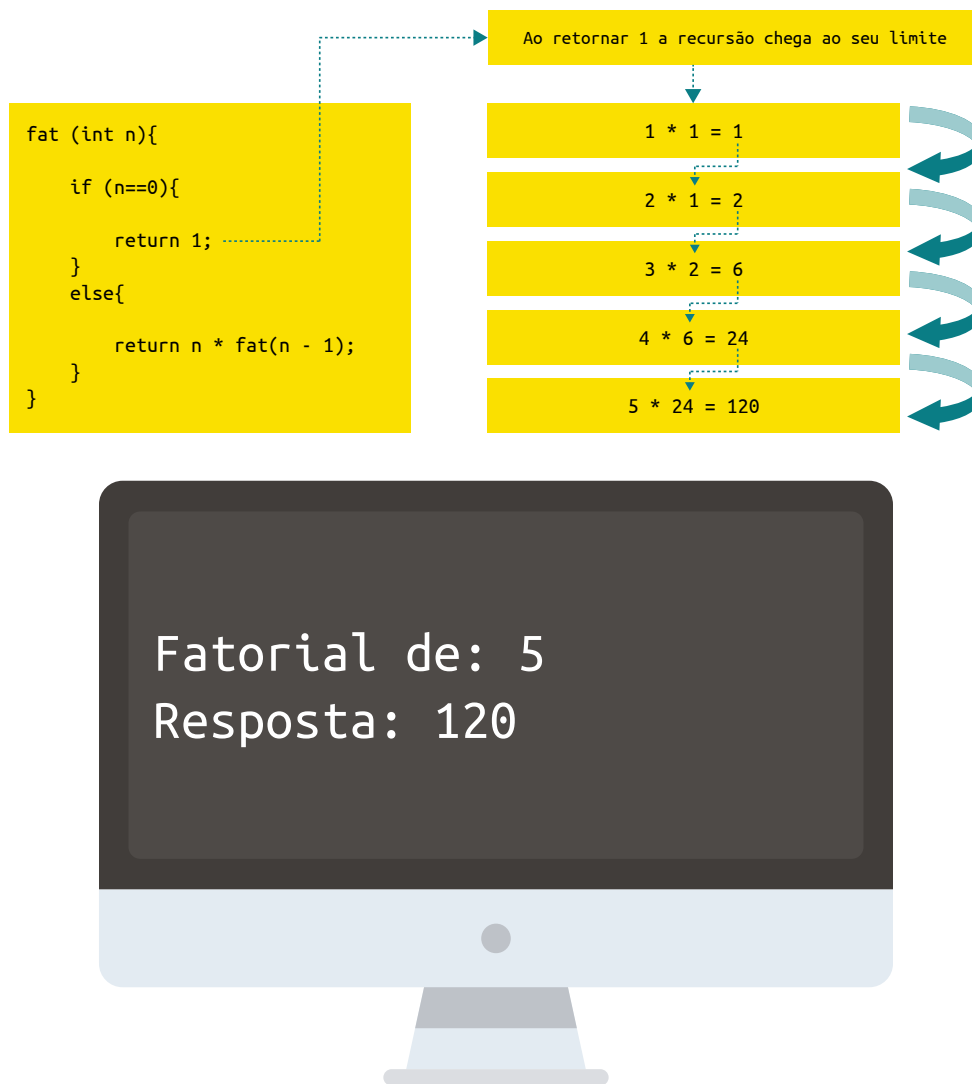 Ao retornar 1 a recursão chega ao seu limite
fat (int n){
if (n==0){
return 1;
}
else{
return n * fat(n - 1);
}
}
1 * 1 = 1
2 * 1 = 2
3 * 2 = 6
4 * 6 = 24
5 * 24 = 120
Fatorial de: 5
Resposta: 120